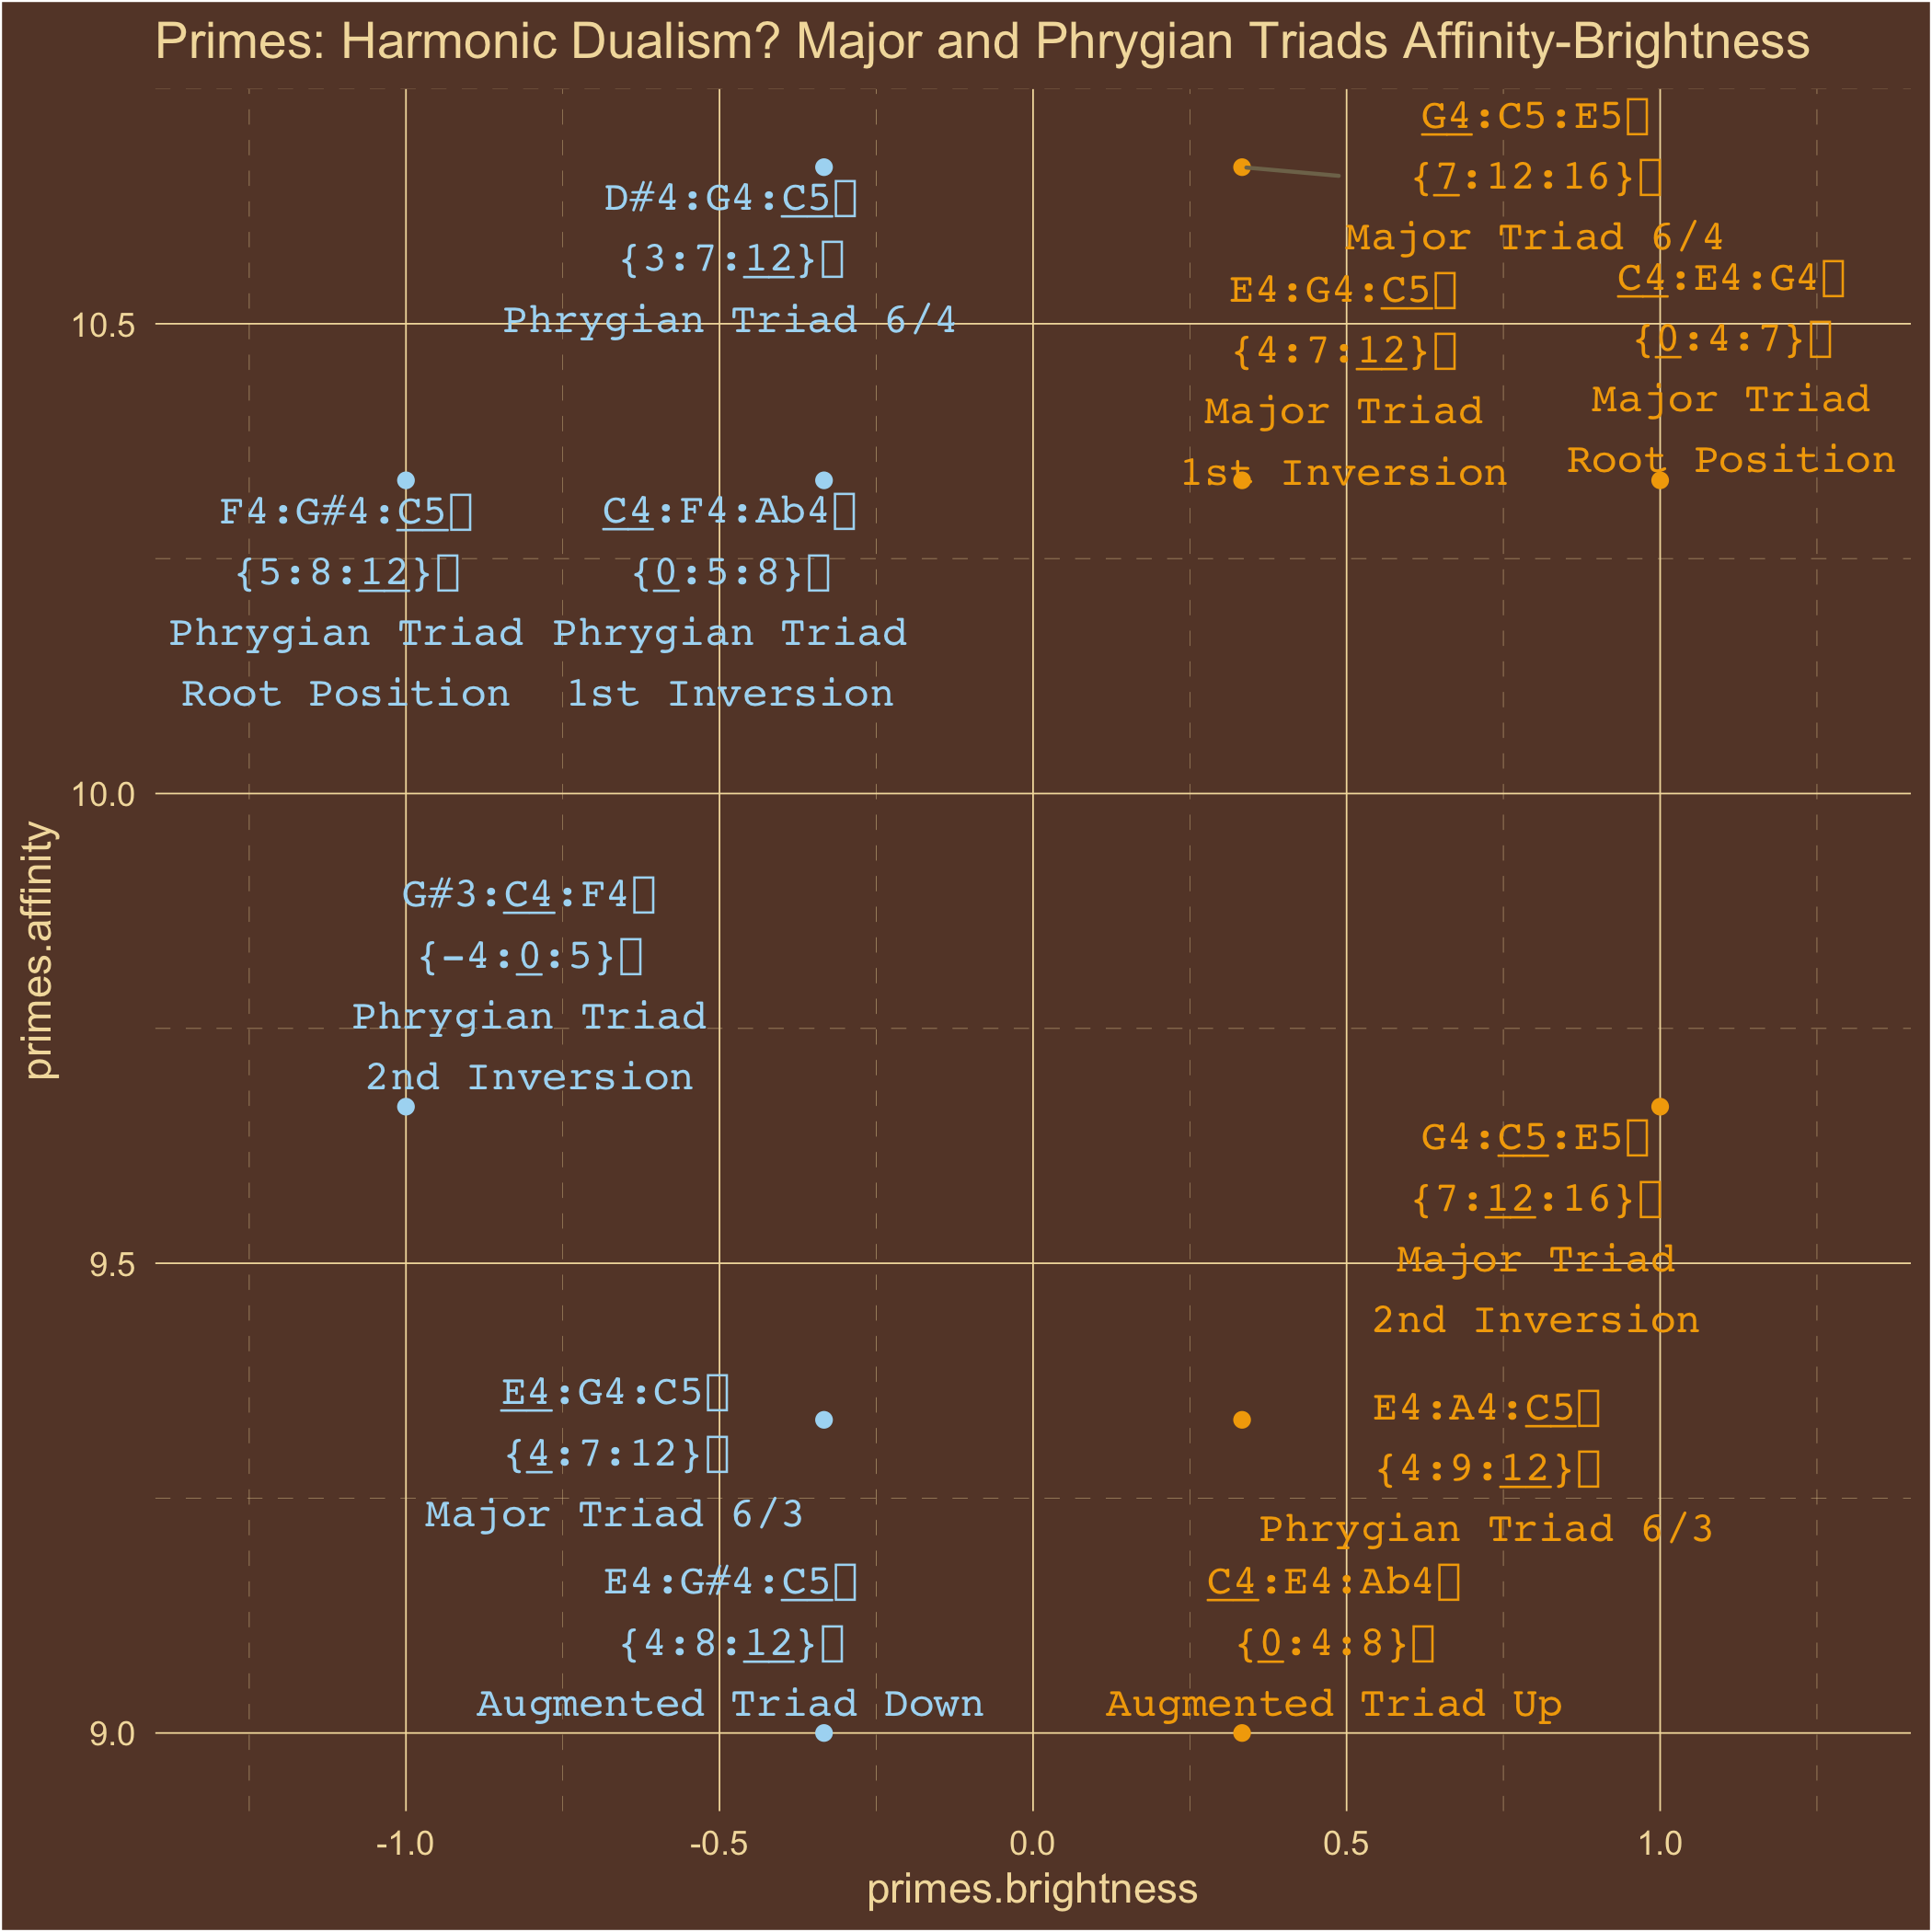 Primes: Harmonic Dualism? Major and Phrygian Triads Affinity-Brightness
G4:C5:E5
{7:12:16}
Major Triad 6/4
D#4:G4:C5
{3:7:12}
Phrygian Triad 6/4
E4:G4:C5
{4:7:12}
Major Triad
1st Inversion
C4:E4:G4
{0:4:7}
Major Triad
Root Position
F4:G#4:C5
{5:8:12}
Phrygian Triad
Root Position
C4:F4:Ab4
{0:5:8}
Phrygian Triad
1st Inversion
G#3:C4:F4
{-4:0:5}
Phrygian Triad
2nd Inversion
G4:C5:E5
{7:12:16}
Major Triad
2nd Inversion
E4:G4:C5
{4:7:12}
Major Triad 6/3
E4:A4:C5
{4:9:12}
Phrygian Triad 6/3
E4:G#4:C5
{4:8:12}
Augmented Triad Down
C4:E4:Ab4
{0:4:8}
Augmented Triad Up
10.5
10.0
9.5
9.0
primes.affinity
-1.0
-0.5
0.0
0.5
1.0
primes.brightness